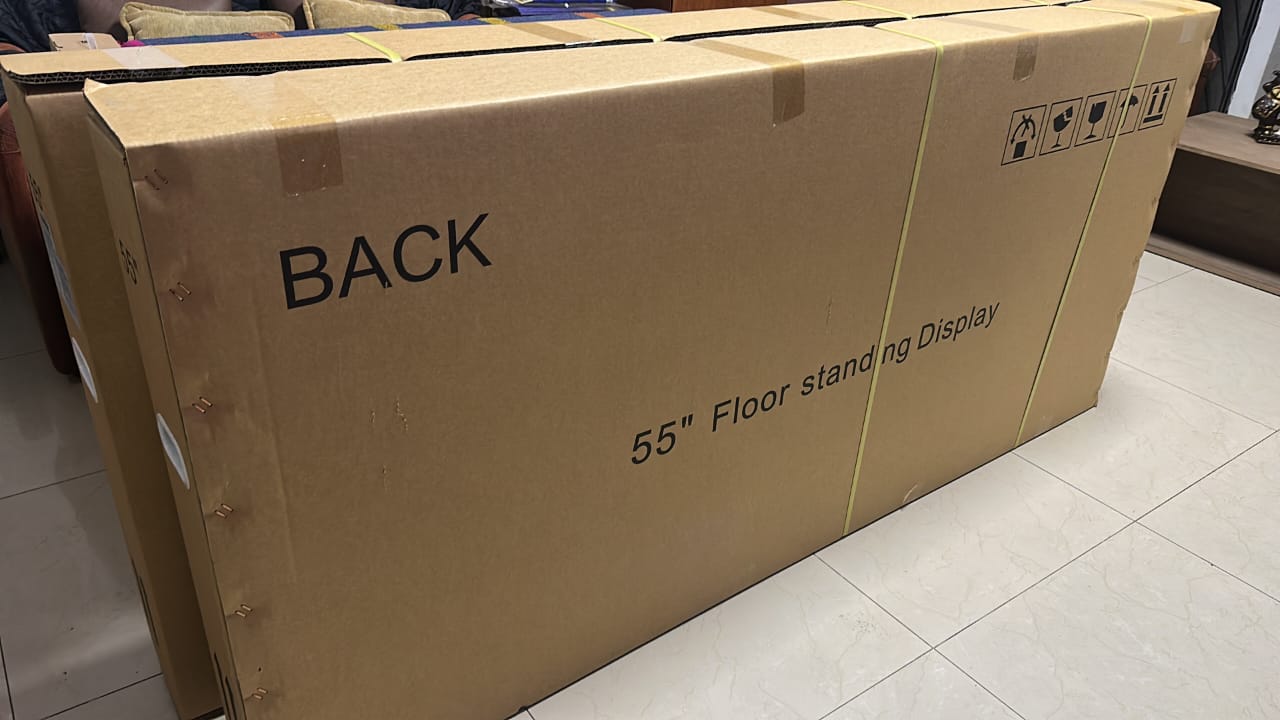 BACK
55" Floor standing Display